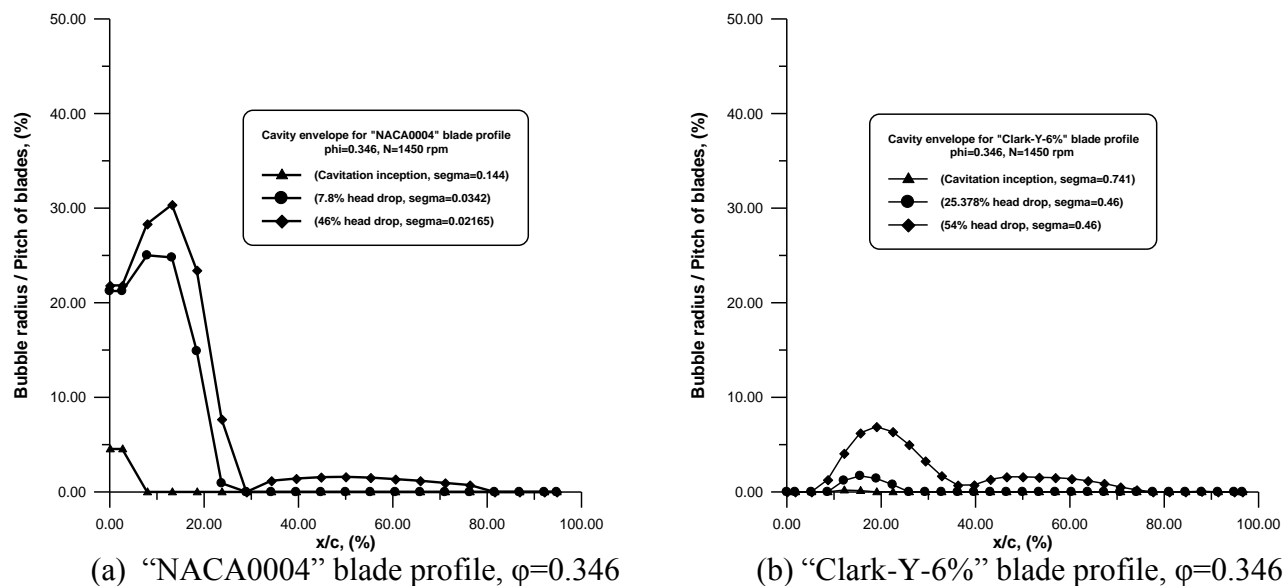 50.00
40.00
30.00
20.00
10.00
0.00
Bubble radius / Pitch of blades, (%)
Cavity envelope for "NACA0004" blade profile
phi=0.346, N=1450 rpm
(Cavitation inception, segma=0.144)
(7.8% head drop, segma=0.0342)
(46% head drop, segma=0.02165)
0.00 20.00 40.00 60.00 80.00 100.00
x/c, (%)
(a) “NACA0004” blade profile, φ=0.346
50.00
40.00
30.00
20.00
10.00
0.00
Bubble radius / Pitch of blades, (%)
Cavity envelope for "Clark-Y-6%" blade profile
phi=0.346, N=1450 rpm
(Cavitation inception, segma=0.741)
(25.378% head drop, segma=0.46)
(54% head drop, segma=0.46)
0.00 20.00 40.00 60.00 80.00 100.00
x/c, (%)
(b) “Clark-Y-6%” blade profile, φ=0.346